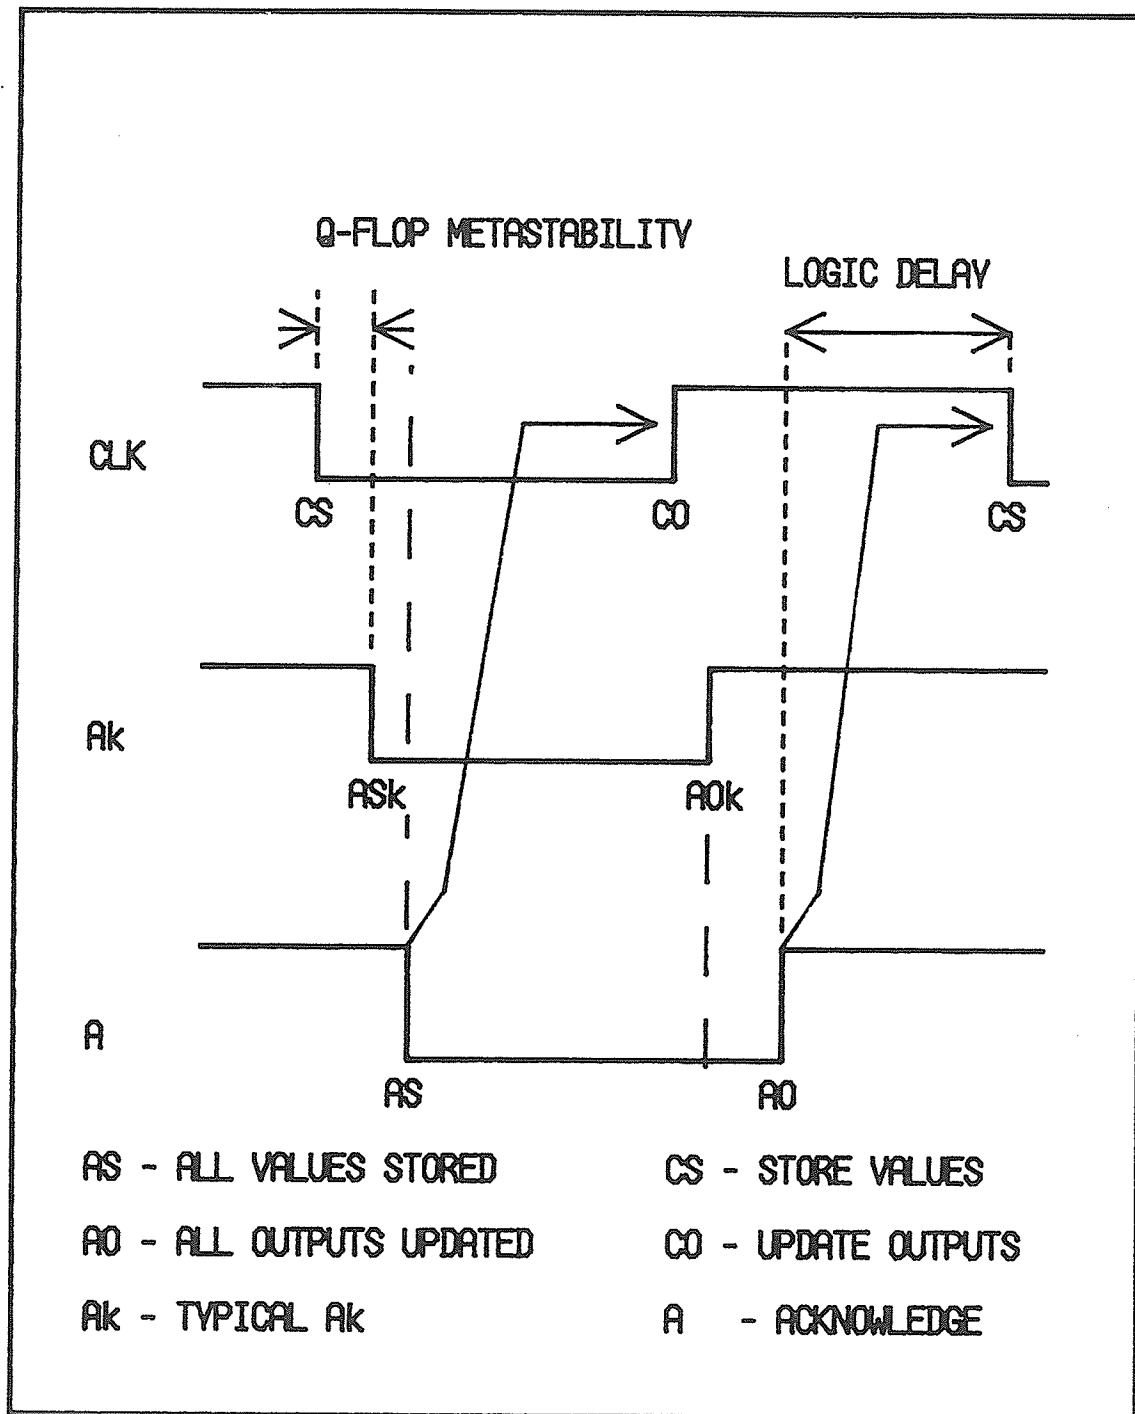 Q-FLOP METASTABILITY
LOGIC DELAY
CLK
CS
CO
CS
Ak
ASk
AOk
A
AS
AO
AS - ALL VALUES STORED
CS - STORE VALUES
AO - ALL OUTPUTS UPDATED
CO - UPDATE OUTPUTS
Ak - TYPICAL Ak
A - ACKNOWLEDGE